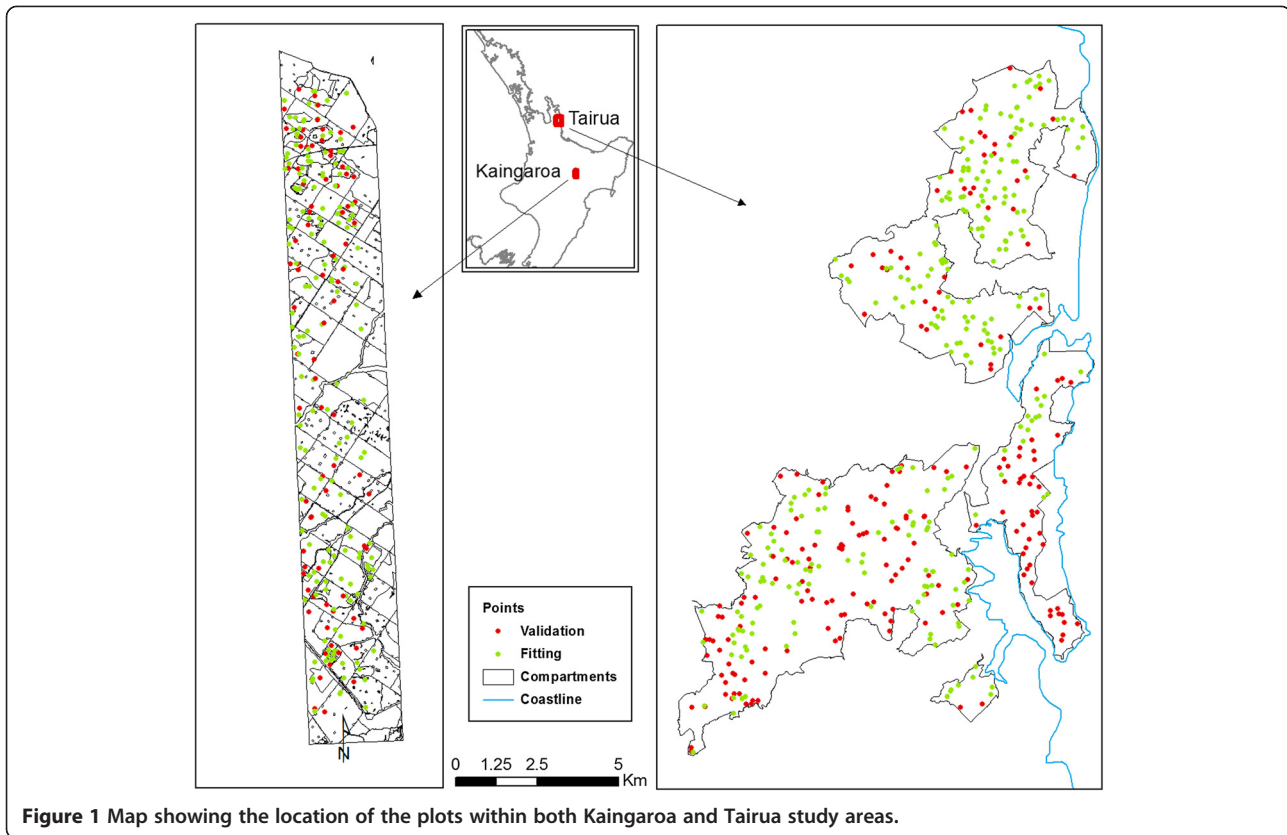 Tairua
Kaingaroa
N
Points
Validation
Fitting
Compartments
Coastline
0 1.25 2.5 5
Km
Figure 1 Map showing the location of the plots within both Kaingaroa and Tairua study areas.